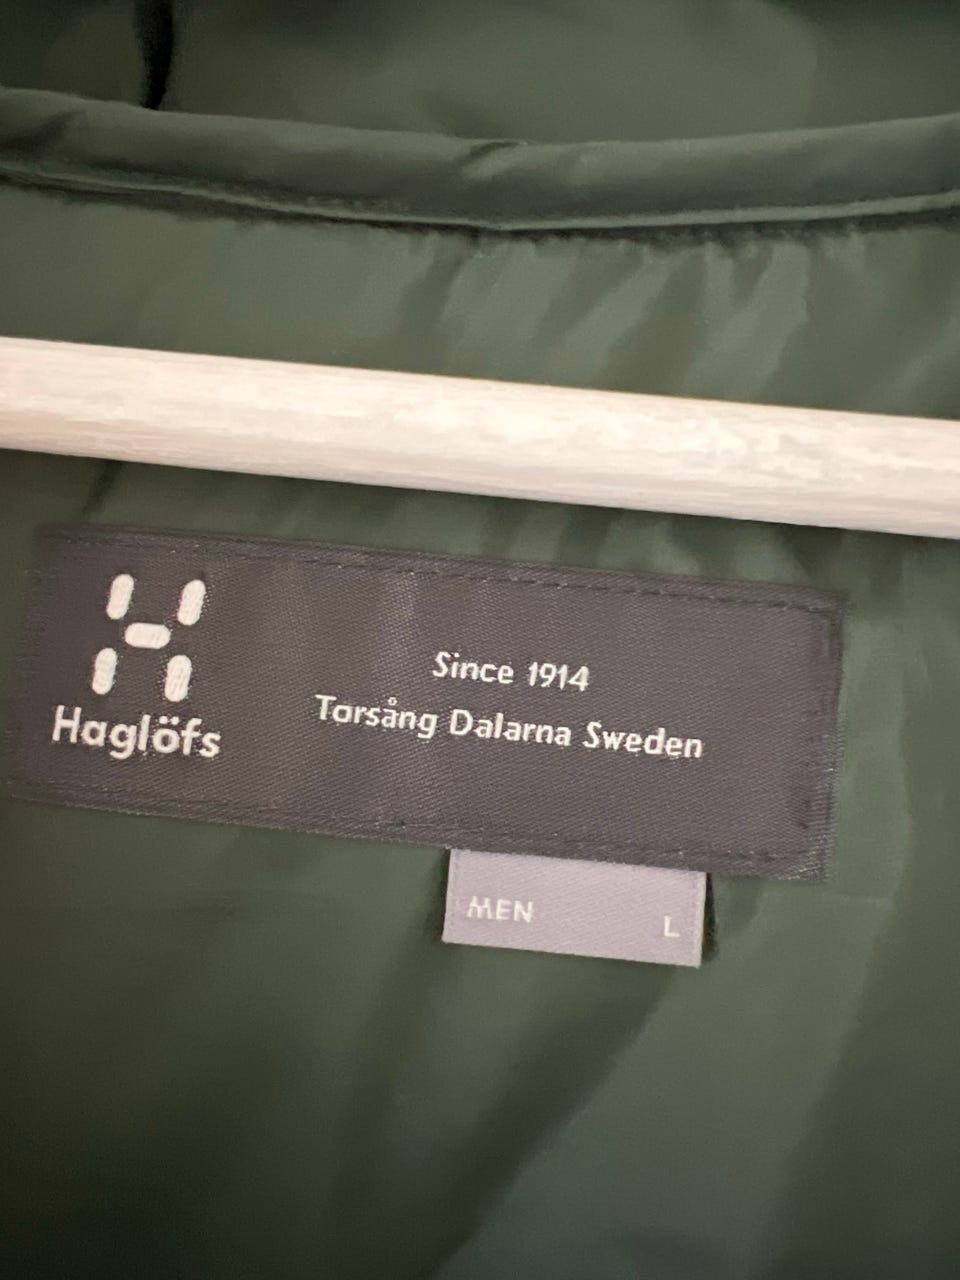 Haglöfs
Since 1914
Torsång Dalarna Sweden
MEN L